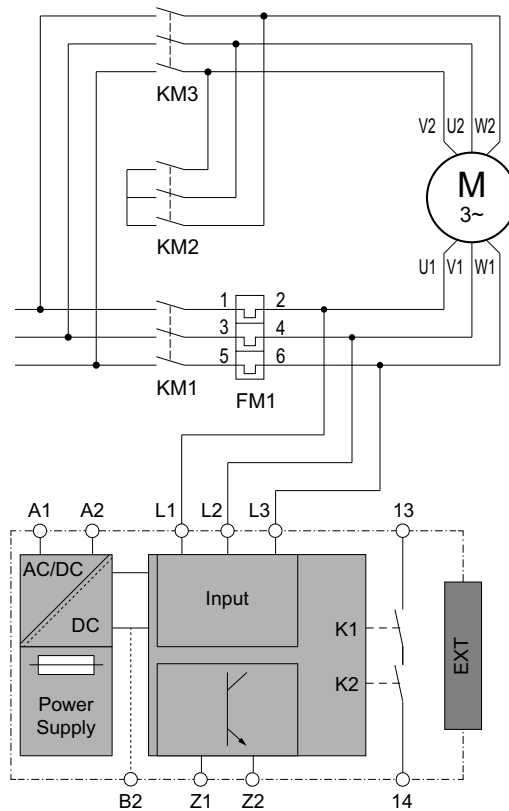 KM3
V2 U2 W2
M
3~
KM2
U1 V1 W1
1 2
3 4
5 6
KM1 FM1
A1 A2 L1 L2 L3 13
AC/DC
DC
Input
K1
K2
EXT
Power
Supply
B2 Z1 Z2 14